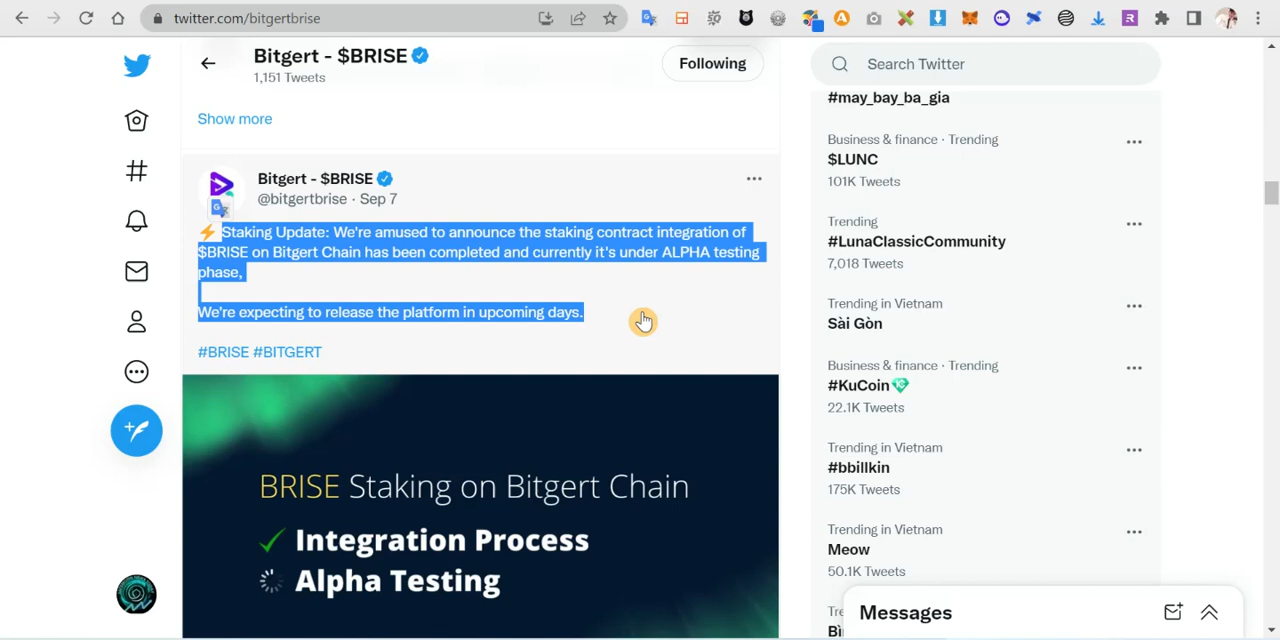 twitter.com/bitgertbrise
Bitgert - $BRISE
1,151 Tweets
Following
Search Twitter
Show more
Bitgert - $BRISE
@bitgertbrise · Sep 7
⚡ Staking Update: We're amused to announce the staking contract integration of
$BRISE on Bitgert Chain has been completed and currently it's under ALPHA testing
phase,
We're expecting to release the platform in upcoming days.
#BRISE #BITGERT
BRISE Staking on Bitgert Chain
Integration Process
Alpha Testing
#may_bay_ba_gia
Business & finance · Trending
$LUNC
101K Tweets
Trending
#LunaClassicCommunity
7,018 Tweets
Trending in Vietnam
Sài Gòn
Business & finance · Trending
#KuCoin
22.1K Tweets
Trending in Vietnam
#bbillkin
175K Tweets
Trending in Vietnam
Meow
50.1K Tweets
Messages